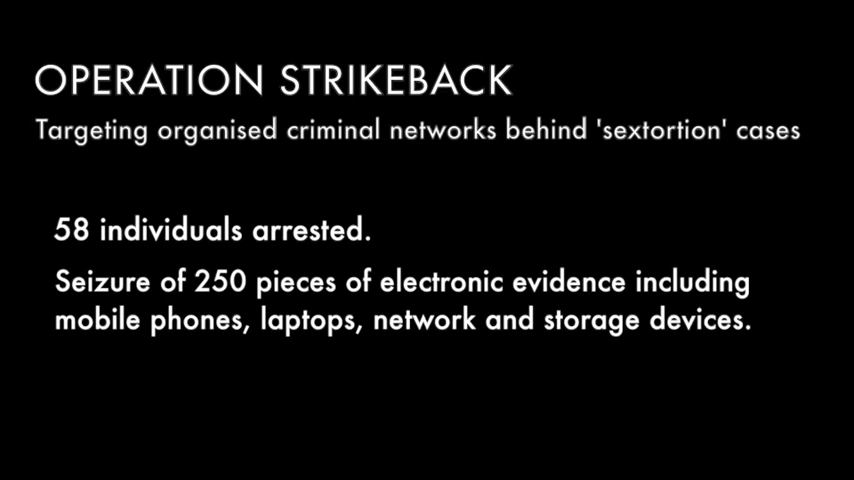 OPERATION STRIKEBACK
Targeting organised criminal networks behind 'sextortion' cases
58 individuals arrested.
Seizure of 250 pieces of electronic evidence including
mobile phones, laptops, network and storage devices.